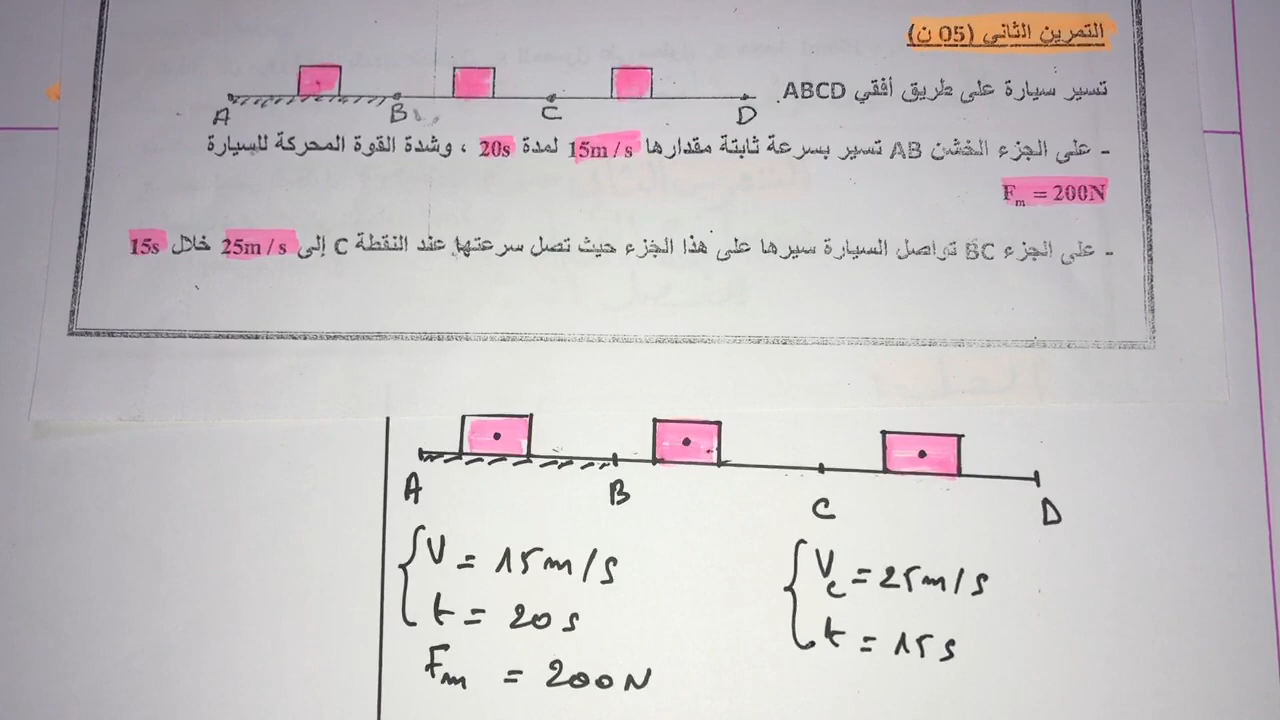 التمرين الثاني (05 ن)
تسير سيارة على طريق أفقي ABCD.
A B C D
- على الجزء الخشن AB تسير بسرعة ثابتة مقدارها 15m/s لمدة 20s ، وشدة القوة المحركة للسيارة
Fm = 200N
- على الجزء BC تواصل السيارة سيرها على هذا الجزء حيث تصل سرعتها عند النقطة C إلى 25m/s خلال 15s
A B C D
V = 15m/s
t = 20s
Fm = 200N
Vc = 25m/s
t = 15s